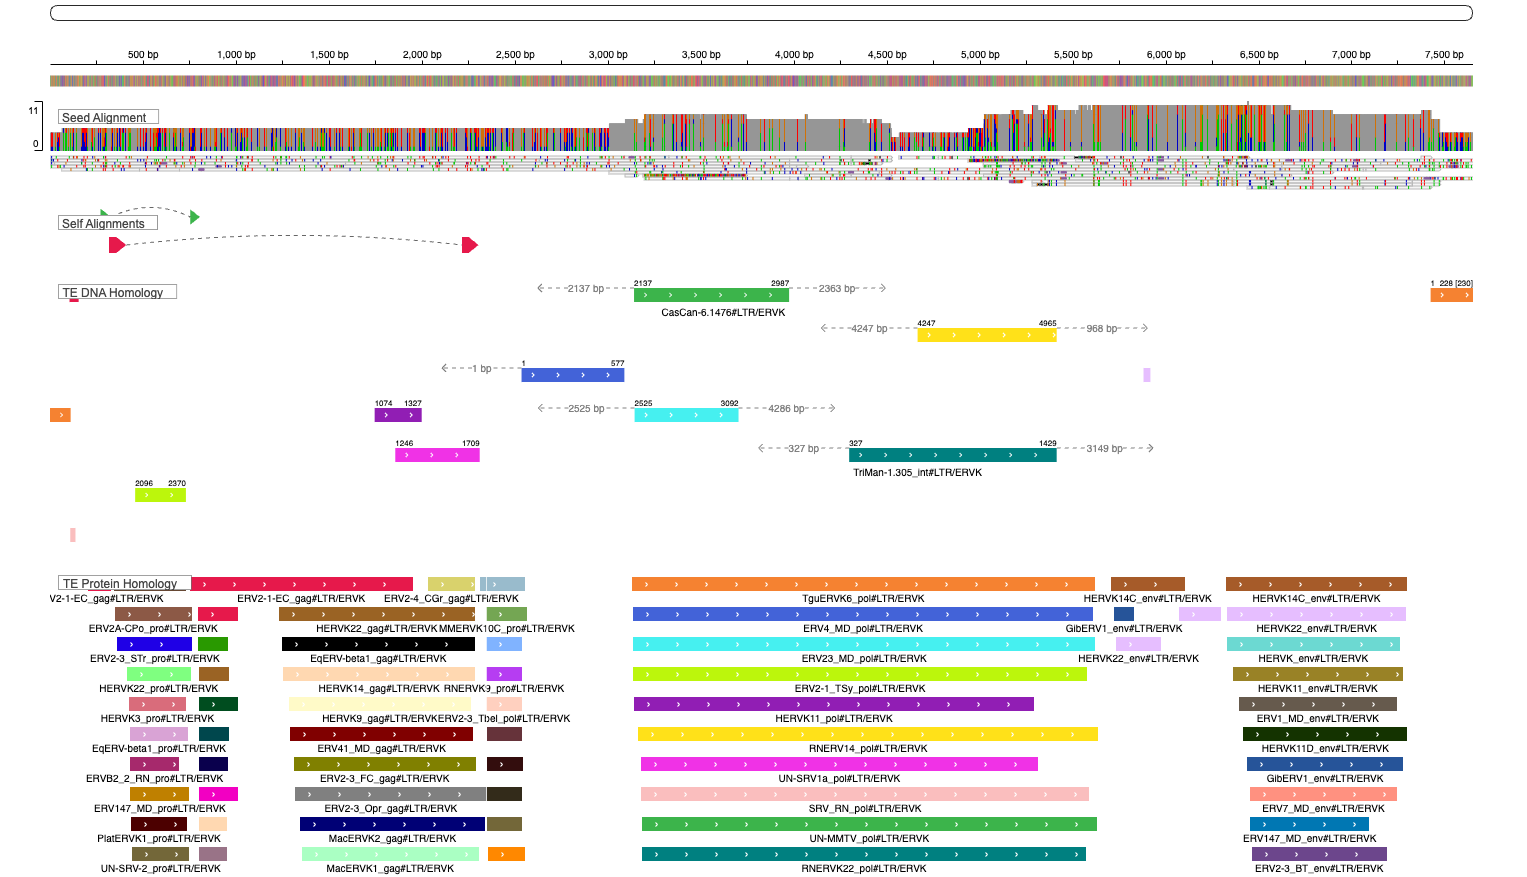 500 bp 1,000 bp 1,500 bp 2,000 bp 2,500 bp 3,000 bp 3,500 bp 4,000 bp 4,500 bp 5,000 bp 5,500 bp 6,000 bp 6,500 bp 7,000 bp 7,500 bp
11
Seed Alignment
0
Self Alignments
TE DNA Homology
2137 2987 1 228 [230]
2137 bp 2363 bp
CasCan-6.1476#LTR/ERVK
4247 4965
4247 bp 968 bp
1 577
1 bp
1074 1327 2525 3092
2525 bp 4286 bp
1246 1709 327 1429
327 bp 3149 bp
TriMan-1.305_int#LTR/ERVK
2096 2370
TE Protein Homology
V2-1-EC_gag#LTR/ERVK ERV2-1-EC_gag#LTR/ERVK ERV2-4_CGr_gag#LTR/ERVK TguERVK6_pol#LTR/ERVK HERVK14C_env#LTR/ERVK HERVK14C_env#LTR/ERVK
ERV2A-CPo_pro#LTR/ERVK HERVK22_gag#LTR/ERVK MMERVK10C_pro#LTR/ERVK ERV4_MD_pol#LTR/ERVK GibERV1_env#LTR/ERVK HERVK22_env#LTR/ERVK
ERV2-3_STr_pro#LTR/ERVK EqERV-beta1_gag#LTR/ERVK ERV23_MD_pol#LTR/ERVK HERVK22_env#LTR/ERVK HERVK_env#LTR/ERVK
HERVK22_pro#LTR/ERVK HERVK14_gag#LTR/ERVK RNERVK9_pro#LTR/ERVK ERV2-1_TSy_pol#LTR/ERVK HERVK11_env#LTR/ERVK
HERVK3_pro#LTR/ERVK HERVK9_gag#LTR/ERVK ERV2-3_Tbel_pol#LTR/ERVK HERVK11_pol#LTR/ERVK ERV1_MD_env#LTR/ERVK
EqERV-beta1_pro#LTR/ERVK ERV41_MD_gag#LTR/ERVK RNERV14_pol#LTR/ERVK HERVK11D_env#LTR/ERVK
ERVB2_2_RN_pro#LTR/ERVK ERV2-3_FC_gag#LTR/ERVK UN-SRV1a_pol#LTR/ERVK GibERV1_env#LTR/ERVK
ERV147_MD_pro#LTR/ERVK ERV2-3_Opr_gag#LTR/ERVK SRV_RN_pol#LTR/ERVK ERV7_MD_env#LTR/ERVK
PlatERVK1_pro#LTR/ERVK MacERVK2_gag#LTR/ERVK UN-MMTV_pol#LTR/ERVK ERV147_MD_env#LTR/ERVK
UN-SRV-2_pro#LTR/ERVK MacERVK1_gag#LTR/ERVK RNERVK22_pol#LTR/ERVK ERV2-3_BT_env#LTR/ERVK